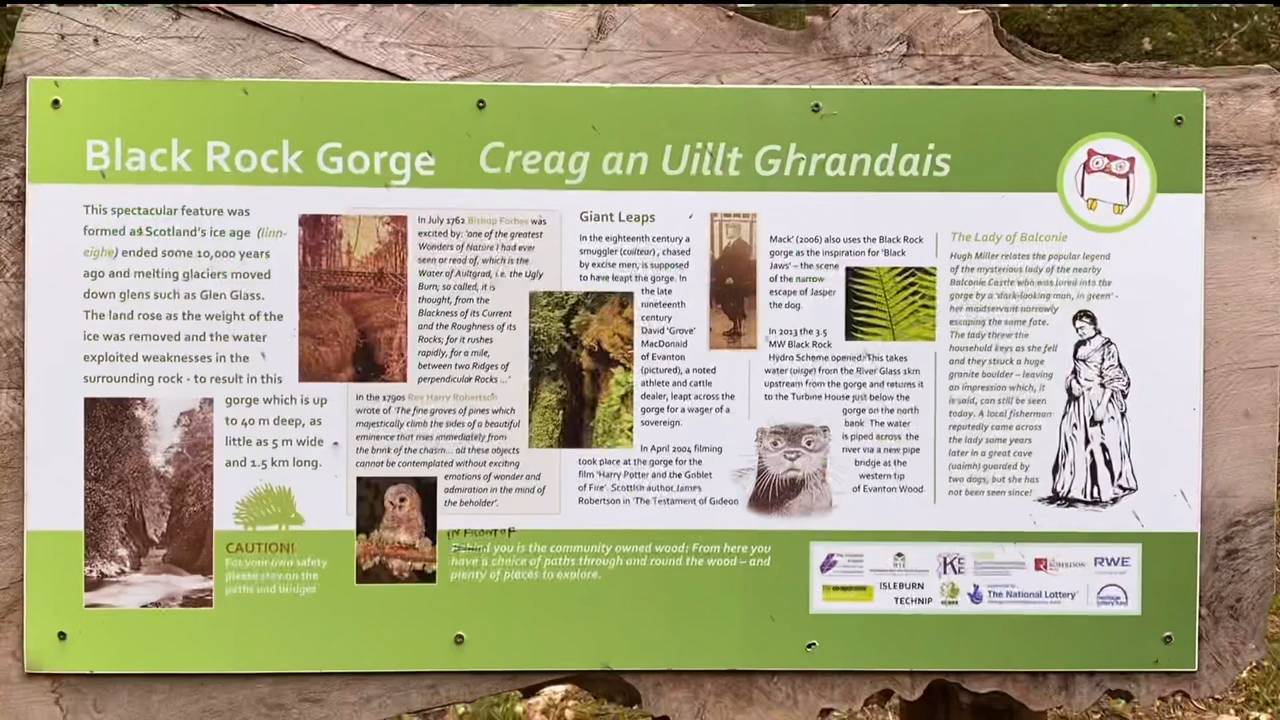 Black Rock Gorge
Creag an Uillt Ghrandais
This spectacular feature was
formed as Scotland's ice age (linn-
eighe) ended some 10,000 years
ago and melting glaciers moved
down glens such as Glen Glass.
The land rose as the weight of the
ice was removed and the water
exploited weaknesses in the
surrounding rock - to result in this
gorge which is up
to 40 m deep, as
little as 5 m wide
and 1.5 km long.
CAUTION!
For your own safety
please stay on the
paths and bridges
In July 1762 Bishop Forbes was
excited by: 'one of the greatest
Wonders of Nature I had ever
seen or read of, which is the
Water of Aultgrad, i.e. the Ugly
Burn; so called, it is
thought, from the
Blackness of its Current
and the Roughness of its
Rocks; for it rushes
rapidly, for a mile,
between two Ridges of
perpendicular Rocks ...'
In the 1790s Rev Harry Robertson
wrote of 'The fine groves of pines which
majestically climb the sides of a beautiful
eminence that rises immediately from
the brink of the chasm... all these objects
cannot be contemplated without exciting
emotions of wonder and
admiration in the mind of
the beholder'.
IN FRONT OF
Behind you is the community owned wood: From here you
have a choice of paths through and round the wood – and
plenty of places to explore.
Giant Leaps
In the eighteenth century a
smuggler (cùiltear), chased
by excise men, is supposed
to have leapt the gorge. In
the late
nineteenth
century
David 'Grove'
MacDonald
of Evanton
(pictured), a noted
athlete and cattle
dealer, leapt across the
gorge for a wager of a
sovereign.
In April 2004 filming
took place at the gorge for the
film 'Harry Potter and the Goblet
of Fire'. Scottish author James
Robertson in 'The Testament of Gideon
Mack' (2006) also uses the Black Rock
gorge as the inspiration for 'Black
Jaws' – the scene
of the narrow
escape of Jasper
the dog.
In 2013 the 3.5
MW Black Rock
Hydro Scheme opened. This takes
water (uisge) from the River Glass 1km
upstream from the gorge and returns it
to the Turbine House just below the
gorge on the north
bank. The water
is piped across the
river via a new pipe
bridge at the
western tip
of Evanton Wood.
The Lady of Balconie
Hugh Miller relates the popular legend
of the mysterious lady of the nearby
Balconie Castle who was lured into the
gorge by a 'dark-looking man, in green' -
her maidservant narrowly
escaping the same fate.
The lady threw the
household keys as she fell
and they struck a huge
granite boulder – leaving
an impression which, it
is said, can still be seen
today. A local fisherman
reputedly came across
the lady some years
later in a great cave
(uaimh) guarded by
two dogs, but she has
not been seen since!
KE
ROBERTSON
RWE
ISLEBURN
TECHNIP
The National Lottery
heritage
lottery fund